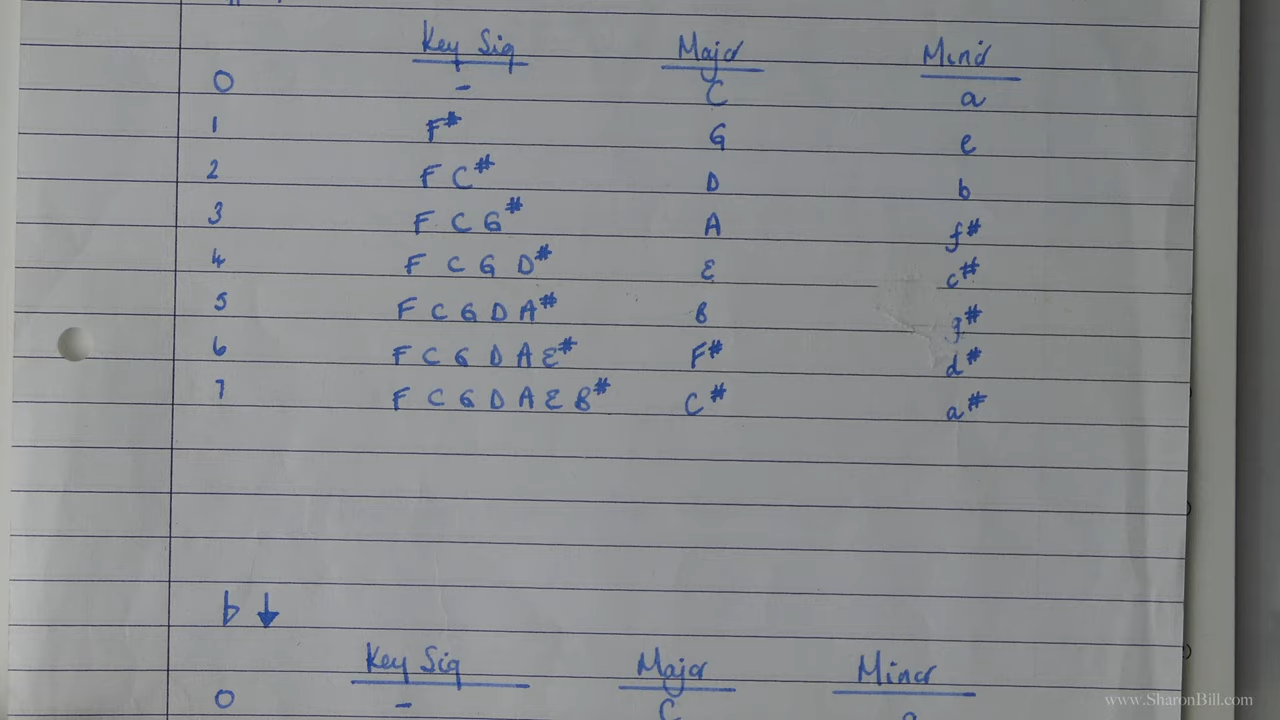 Key Sig Major Minor
0 - C a
1 F# G e
2 F C# D b
3 F C G# A f#
4 F C G D# E c#
5 F C G D A# B g#
6 F C G D A E# F# d#
7 F C G D A E B# C# a#
♭ ↓
Key Sig Major Minor
0 - C a
www.SharonBill.com